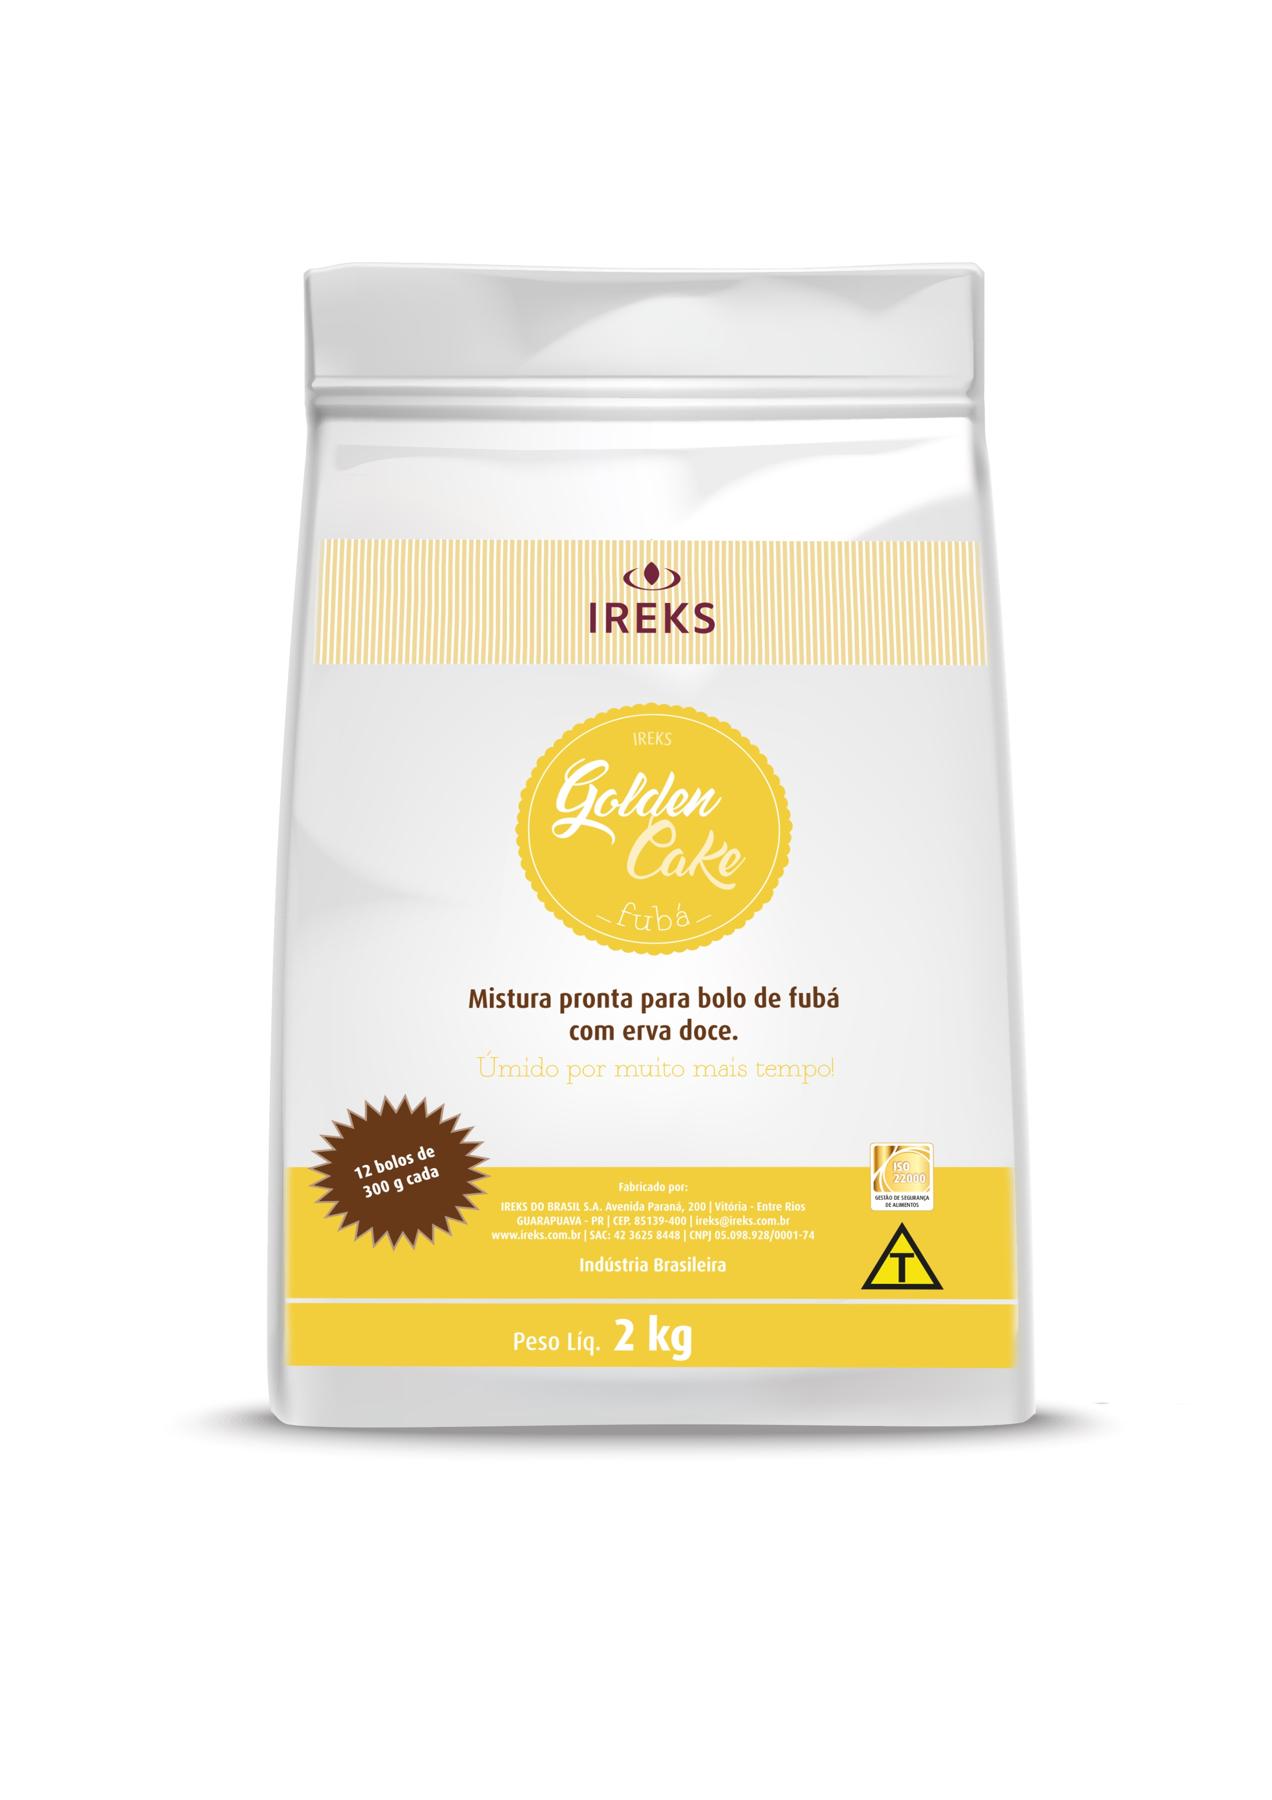 IREKS
IREKS
Golden
Cake
fubá
Mistura pronta para bolo de fubá
com erva doce.
Úmido por muito mais tempo!
12 bolos de
300 g cada
ISO
22000
GESTÃO DE SEGURANÇA
DE ALIMENTOS
Fabricado por:
IREKS DO BRASIL S.A. Avenida Paraná, 200 | Vitória - Entre Rios
GUARAPUAVA - PR | CEP. 85139-400 | ireks@ireks.com.br
www.ireks.com.br | SAC: 42 3625 8448 | CNPJ 05.098.928/0001-74
Indústria Brasileira
T
Peso Líq. 2 kg